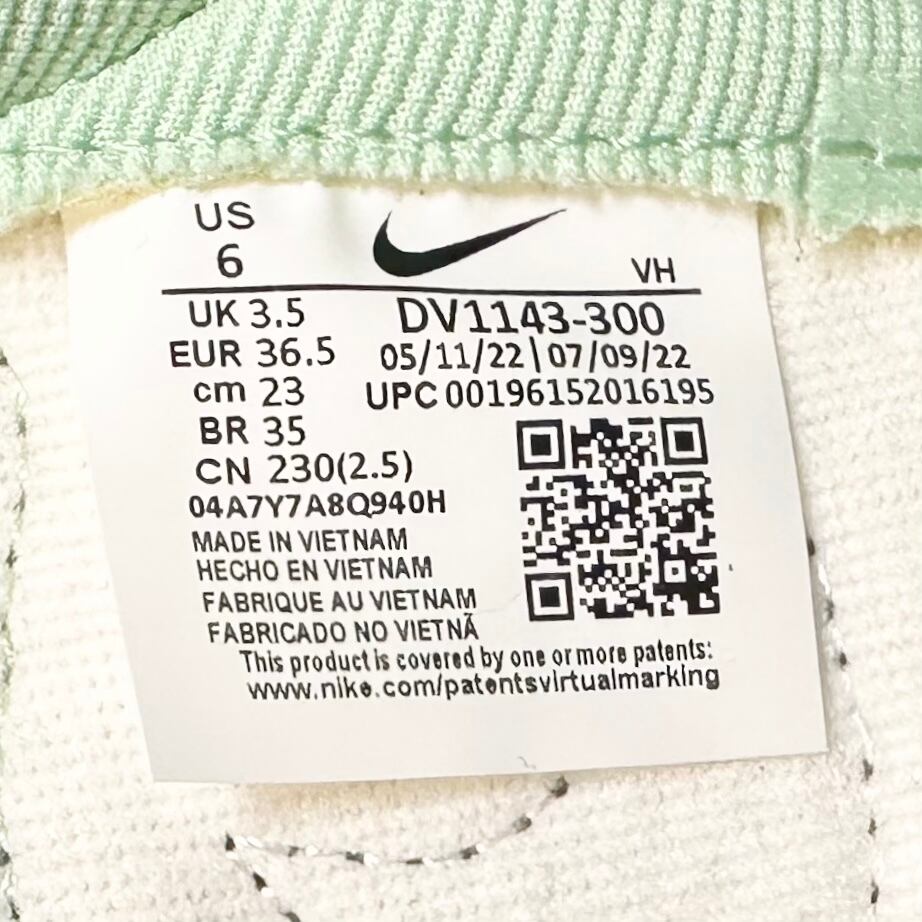 US
6
VH
UK 3.5
EUR 36.5
cm 23
BR 35
CN 230(2.5)
04A7Y7A8Q940H
DV1143-300
05/11/22|07/09/22
UPC 00196152016195
MADE IN VIETNAM
HECHO EN VIETNAM
FABRIQUE AU VIETNAM
FABRICADO NO VIETNÃ
This product is covered by one or more patents:
www.nike.com/patentsvirtualmarking